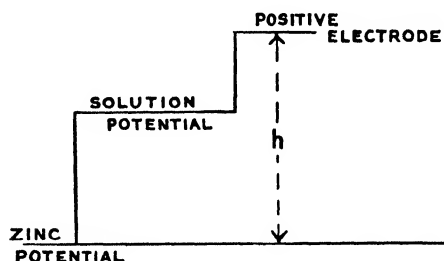 POSITIVE
ELECTRODE
SOLUTION
POTENTIAL
h
ZINC
POTENTIAL